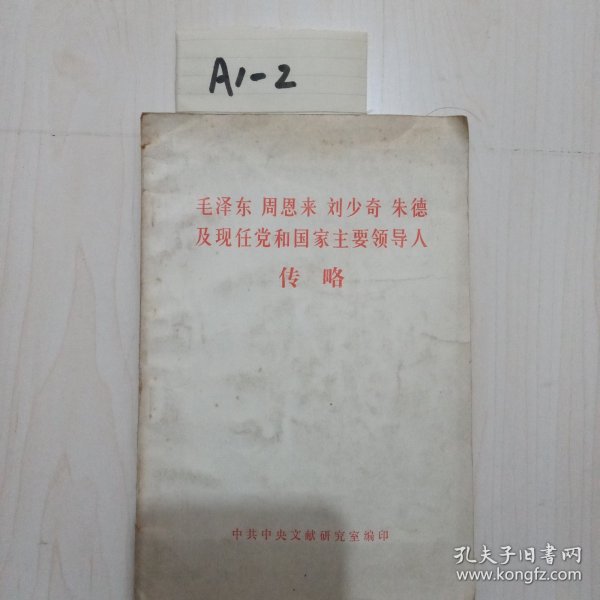 A1-2
毛泽东 周恩来 刘少奇 朱德
及现任党和国家主要领导人
传略
中共中央文献研究室编印
孔夫子旧书网
www.kongfz.com